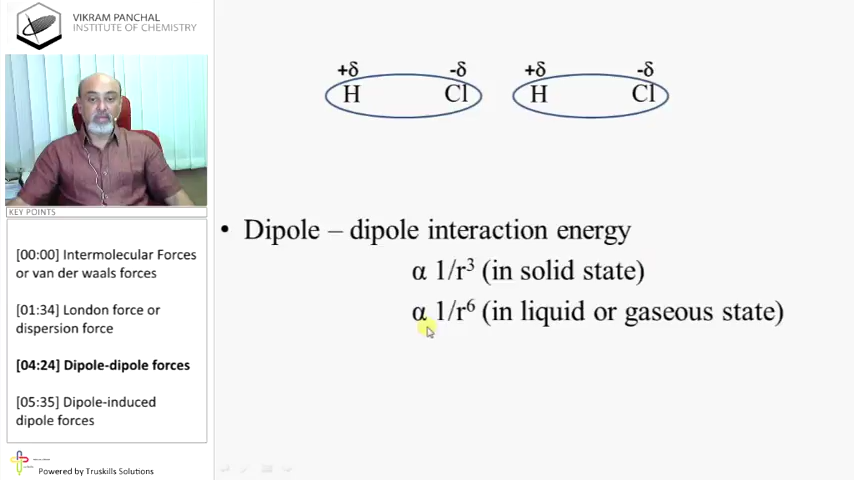 VIKRAM PANCHAL
INSTITUTE OF CHEMISTRY
+δ -δ +δ -δ
H Cl H Cl
KEY POINTS
[00:00] Intermolecular Forces
or van der waals forces
[01:34] London force or
dispersion force
[04:24] Dipole-dipole forces
[05:35] Dipole-induced
dipole forces
• Dipole – dipole interaction energy
α 1/r³ (in solid state)
α 1/r⁶ (in liquid or gaseous state)
Powered by Truskills Solutions